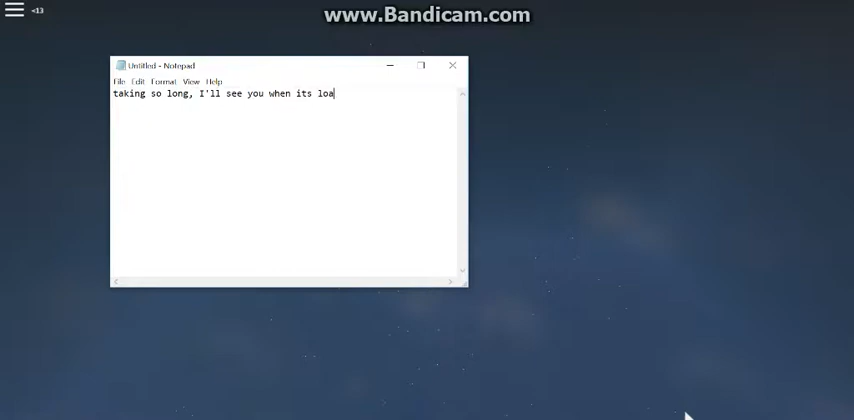 <13
www.Bandicam.com
Untitled - Notepad
File Edit Format View Help
taking so long, I'll see you when its loa